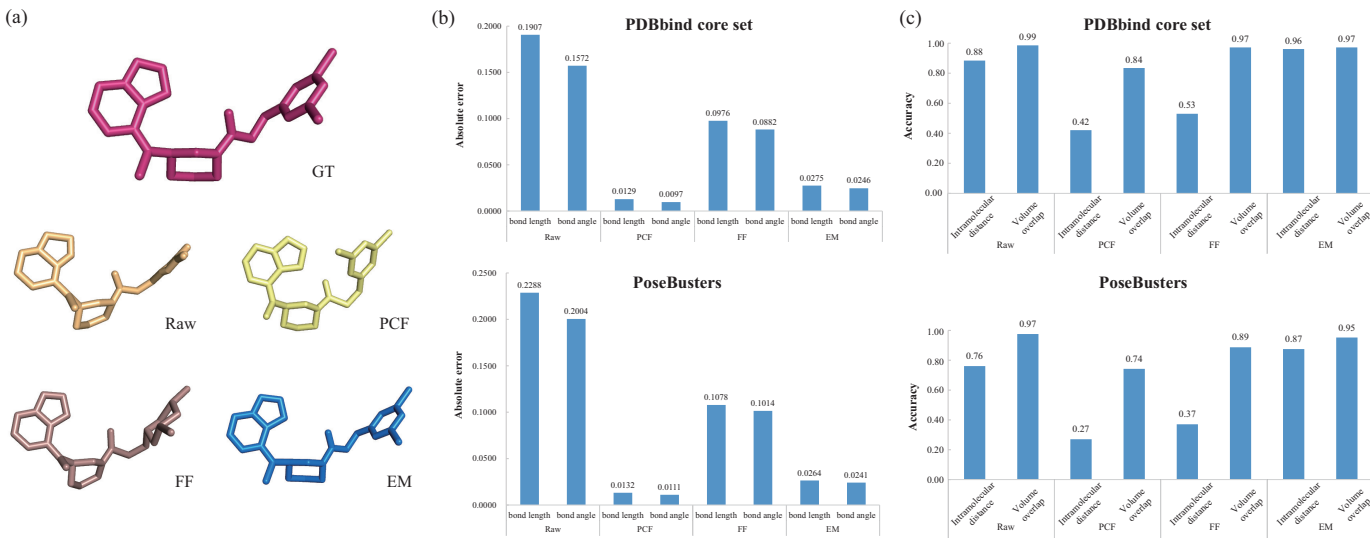 (a)
GT
Raw
PCF
FF
EM
(b)
PDBbind core set
Absolute error
0.2000
0.1500
0.1000
0.0500
0.0000
0.1907
0.1572
0.0129
0.0097
0.0976
0.0882
0.0275
0.0246
bond length bond angle bond length bond angle bond length bond angle bond length bond angle
Raw PCF FF EM
PoseBusters
Absolute error
0.2500
0.2000
0.1500
0.1000
0.0500
0.0000
0.2288
0.2004
0.0132
0.0111
0.1078
0.1014
0.0264
0.0241
bond length bond angle bond length bond angle bond length bond angle bond length bond angle
Raw PCF FF EM
(c)
PDBbind core set
Accuracy
1.00
0.80
0.60
0.40
0.20
0.00
0.88
0.99
0.42
0.84
0.53
0.97
0.96
0.97
Intramolecular
distance
Volume
overlap
Intramolecular
distance
Volume
overlap
Intramolecular
distance
Volume
overlap
Intramolecular
distance
Volume
overlap
Raw PCF FF EM
PoseBusters
Accuracy
1.00
0.80
0.60
0.40
0.20
0.00
0.76
0.97
0.27
0.74
0.37
0.89
0.87
0.95
Intramolecular
distance
Volume
overlap
Intramolecular
distance
Volume
overlap
Intramolecular
distance
Volume
overlap
Intramolecular
distance
Volume
overlap
Raw PCF FF EM